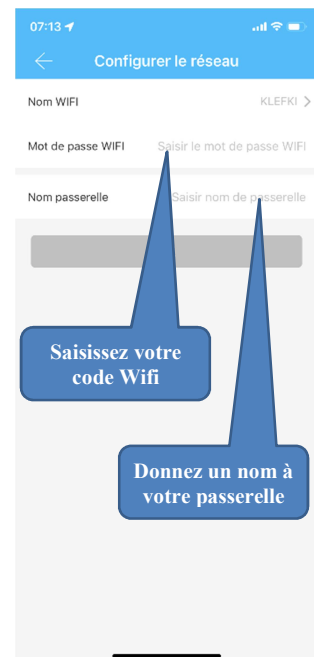 07:13
Configurer le réseau
Nom WIFI KLEFKI
Mot de passe WIFI Saisir le mot de passe WIFI
Nom passerelle Saisir nom de passerelle
Saisissez votre
code Wifi
Donnez un nom à
votre passerelle